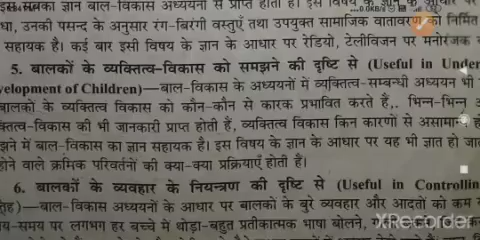 ज्ञान बाल-विकास अध्ययनों से प्राप्त होता है। इस विषय के ज्ञान के आधार पर
धा, उनकी पसन्द के अनुसार रंग-बिरंगी वस्तुएँ तथा उपयुक्त सामाजिक वातावरण को निर्मित
सहायक है। कई बार इसी विषय के ज्ञान के आधार पर रेडियो, टेलीविजन पर मनोरंजक
5. बालकों के व्यक्तित्व-विकास को समझने की दृष्टि से (Useful in Under
velopment of Children)—बाल-विकास के अध्ययनों में व्यक्तित्व-सम्बन्धी अध्ययन भी
बालकों के व्यक्तित्व विकास को कौन-कौन से कारक प्रभावित करते हैं,. भिन्न-भिन्न
क्तित्व-विकास की भी जानकारी प्राप्त होती हैं, व्यक्तित्व विकास किन कारणों से असामान्य
झने में बाल-विकास का ज्ञान सहायक है। इस विषय के ज्ञान के आधार पर यह भी ज्ञात हो जा
होने वाले क्रमिक परिवर्तनों की क्या-क्या प्रक्रियाएँ होती हैं।
6. बालकों के व्यवहार के नियन्त्रण की दृष्टि से (Useful in Controllin
बाल-विकास अध्ययनों के आधार पर बालकों के बुरे व्यवहार और आदतों को कम
य-समय पर लगभग हर बच्चे में थोड़ा-बहुत प्रतीकात्मक भाषा बोलने,
XRecorder